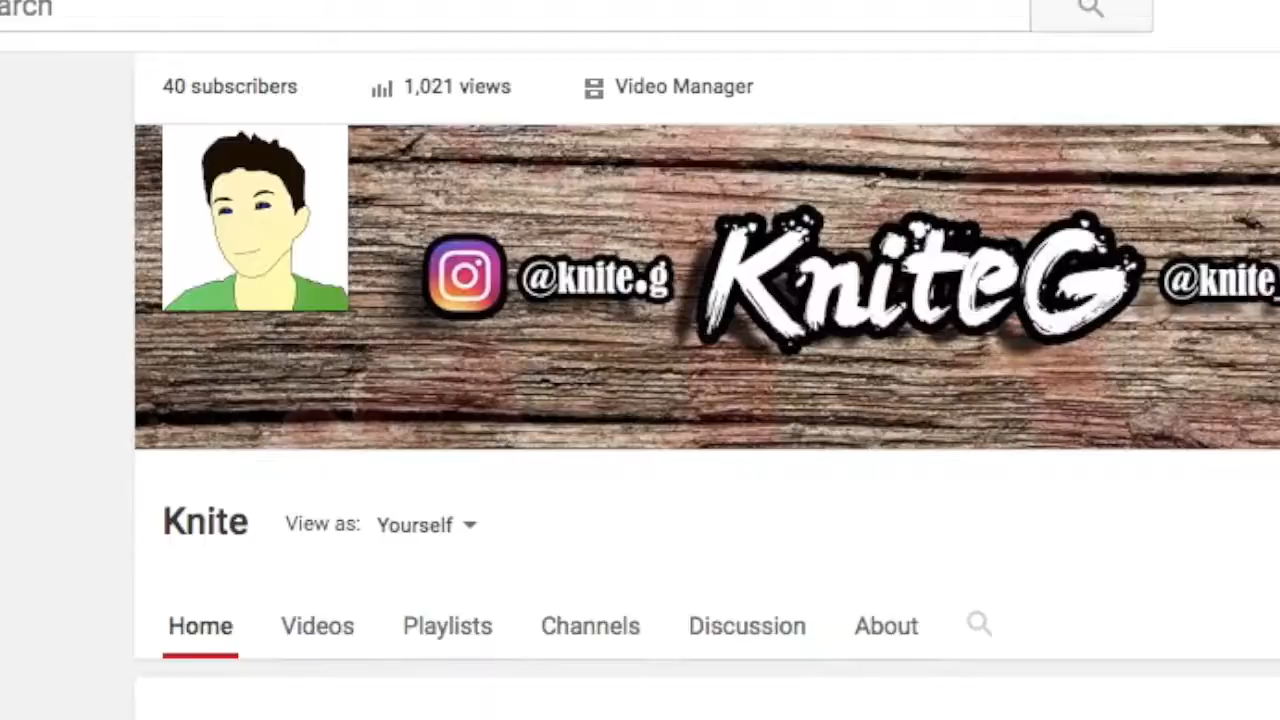 arch
40 subscribers 1,021 views Video Manager
@knite.g KniteG @knite_
Knite View as: Yourself
Home Videos Playlists Channels Discussion About